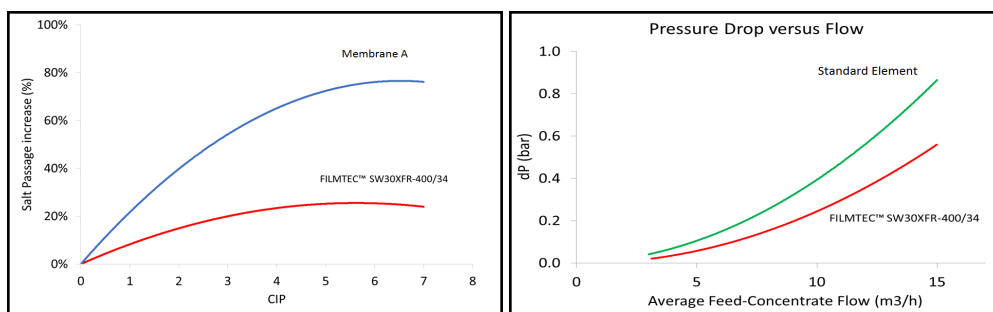 100%
80%
60%
40%
20%
0%
Salt Passage increase (%)
Membrane A
FILMTEC™ SW30XFR-400/34
0 1 2 3 4 5 6 7 8
CIP
Pressure Drop versus Flow
1.0
0.8
0.6
0.4
0.2
0.0
dP (bar)
Standard Element
FILMTEC™ SW30XFR-400/34
0 5 10 15
Average Feed-Concentrate Flow (m3/h)